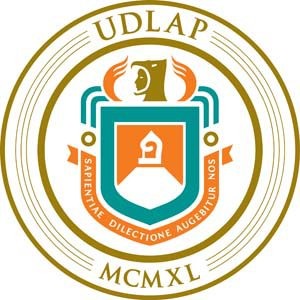 UDLAP
SAPIENTIAE DILECTIONE AUGEBITUR NOS
MCMXL